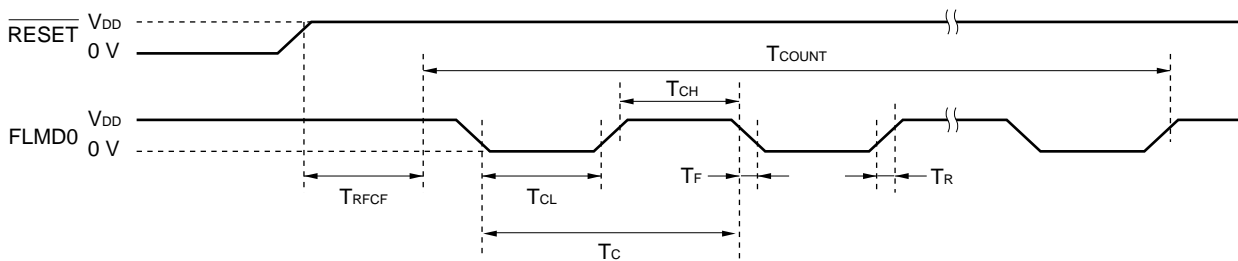 RESET
VDD
0 V
TCOUNT
TCH
FLMD0
VDD
0 V
TRFCF
TCL
TF
TR
TC